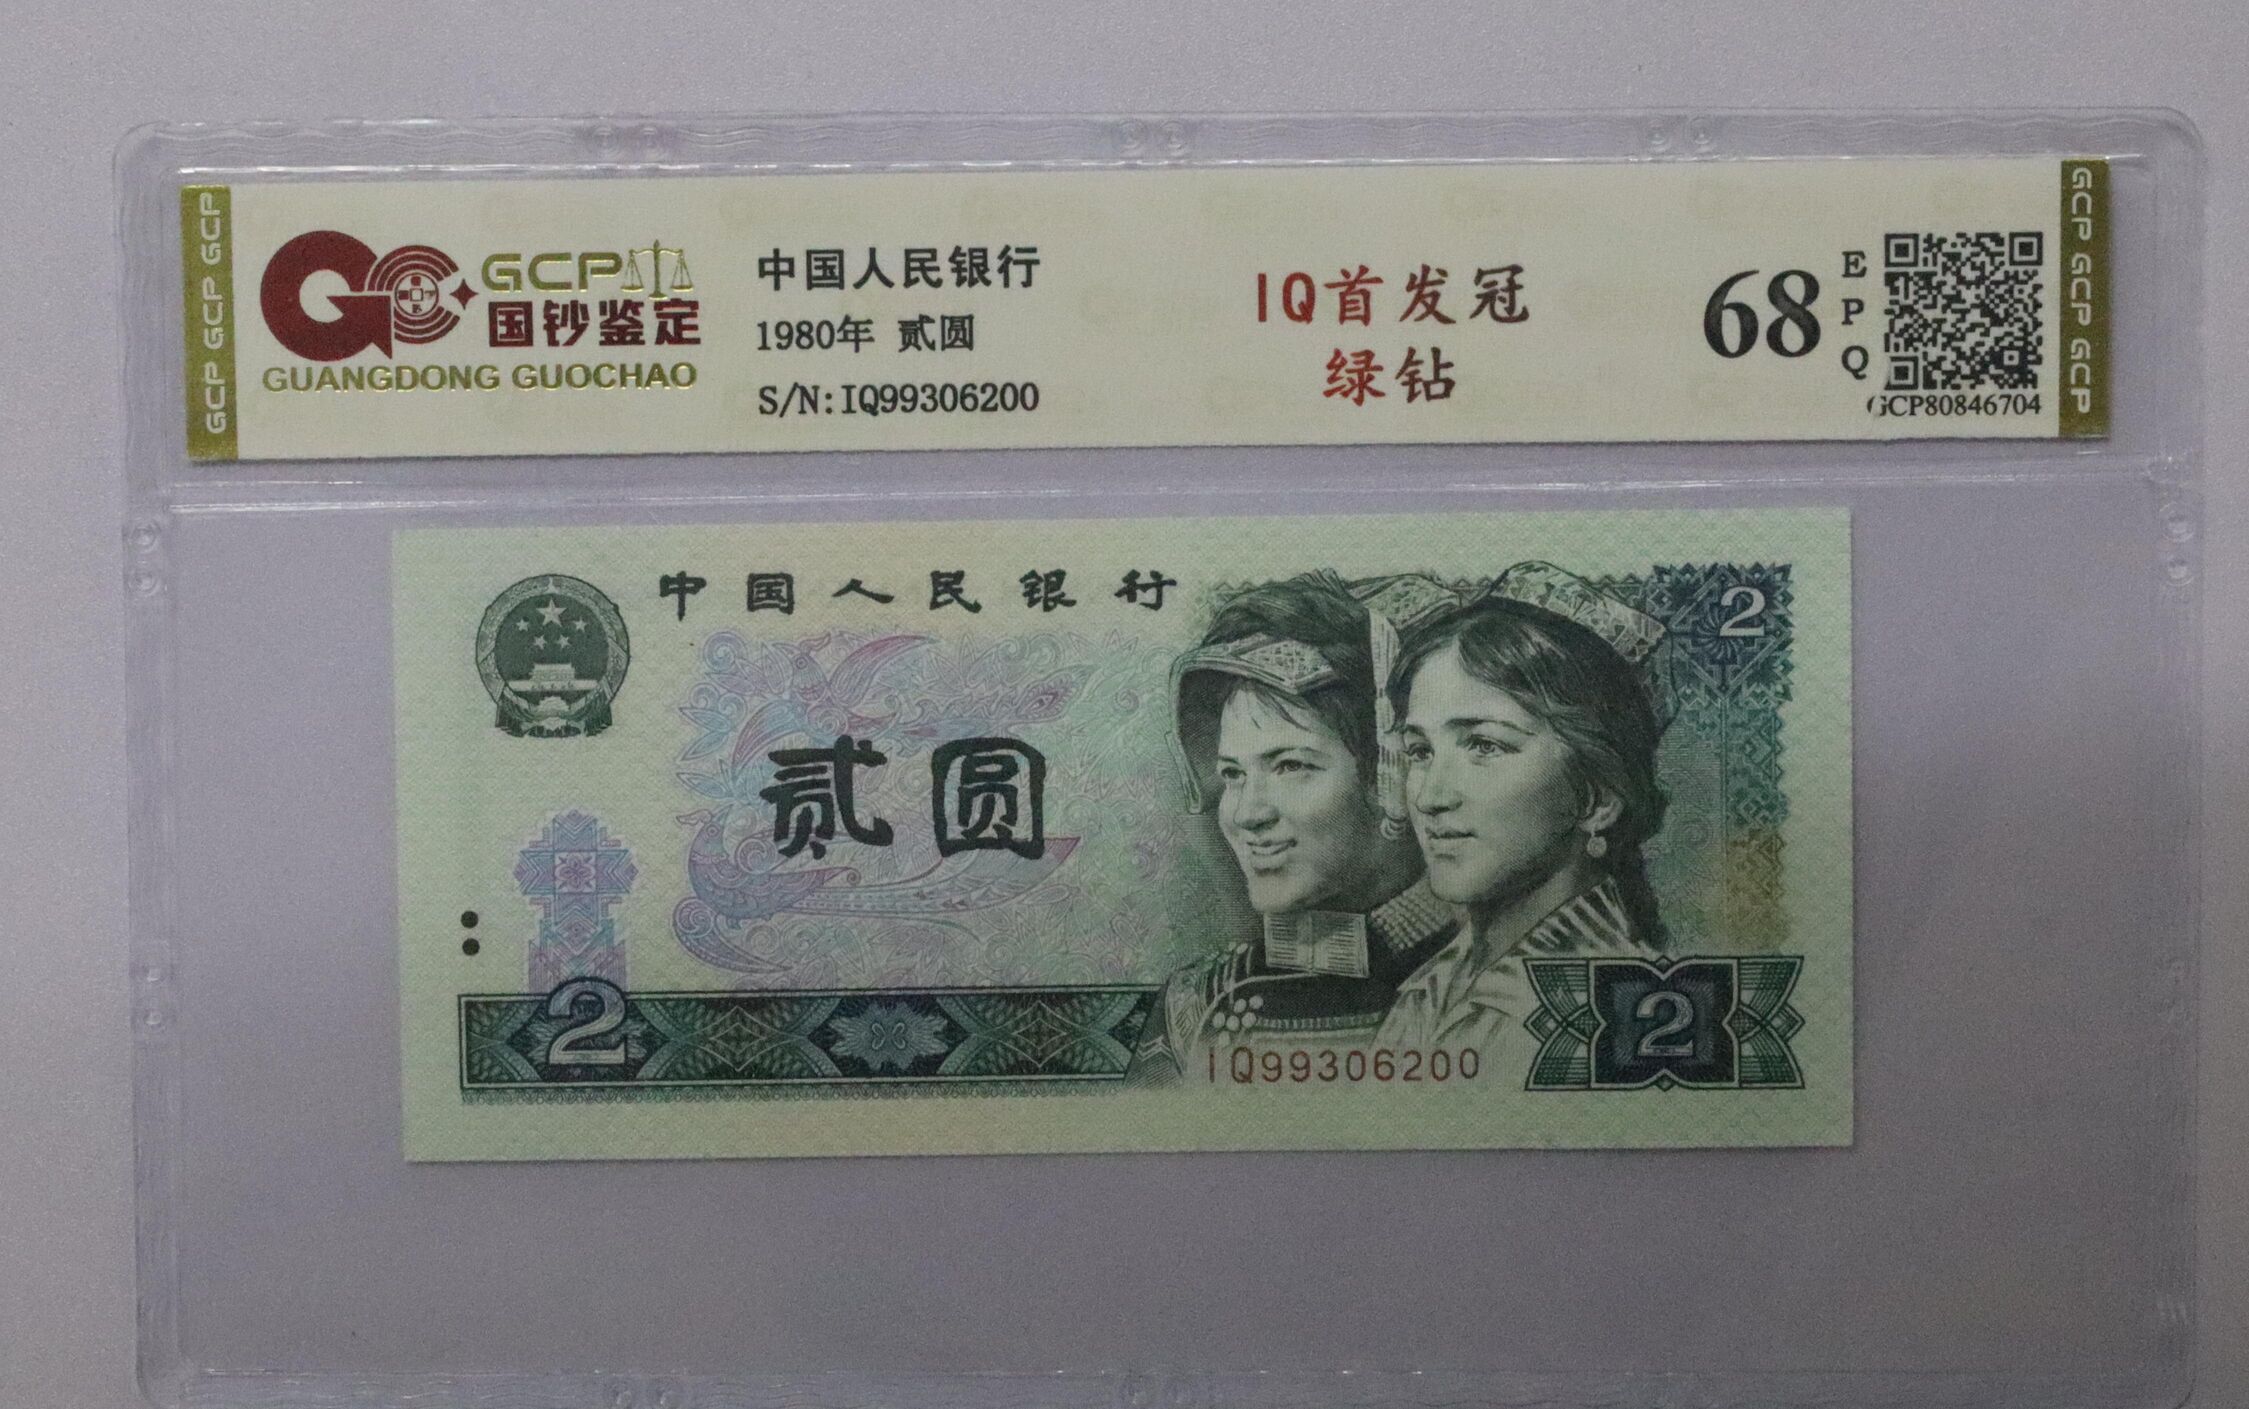 GCP GCP GCP
GCP
国钞鉴定
GUANGDONG GUOCHAO
中国人民银行
1980年 贰圆
S/N:IQ99306200
IQ首发冠
绿钻
68
EPQ
GCP80846704
GCP GCP GCP
中国人民银行
2
贰圆
2
2
IQ99306200